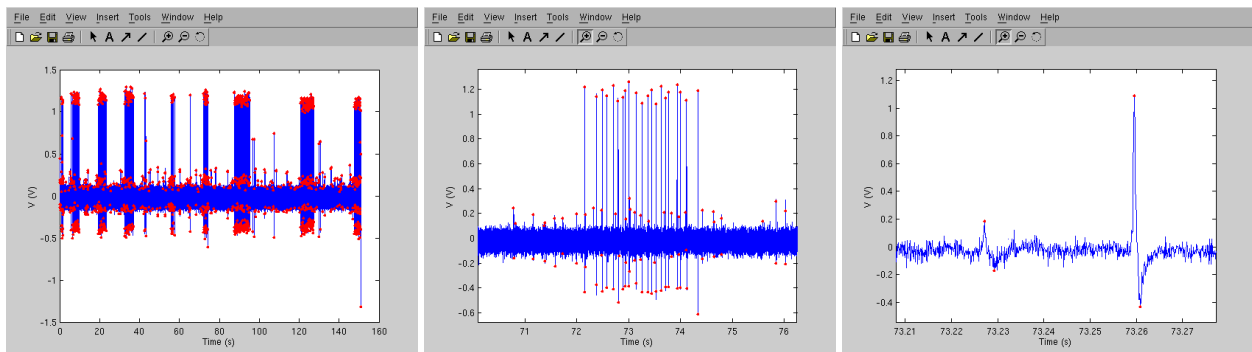 File Edit View Insert Tools Window Help
A
1.5
1
0.5
0
-0.5
-1
-1.5
0 20 40 60 80 100 120 140 160
V (V)
Time (s)
File Edit View Insert Tools Window Help
A
1.2
1
0.8
0.6
0.4
0.2
0
-0.2
-0.4
-0.6
71 72 73 74 75 76
V (V)
Time (s)
File Edit View Insert Tools Window Help
A
1.2
1
0.8
0.6
0.4
0.2
0
-0.2
-0.4
73.21 73.22 73.23 73.24 73.25 73.26 73.27
V (V)
Time (s)